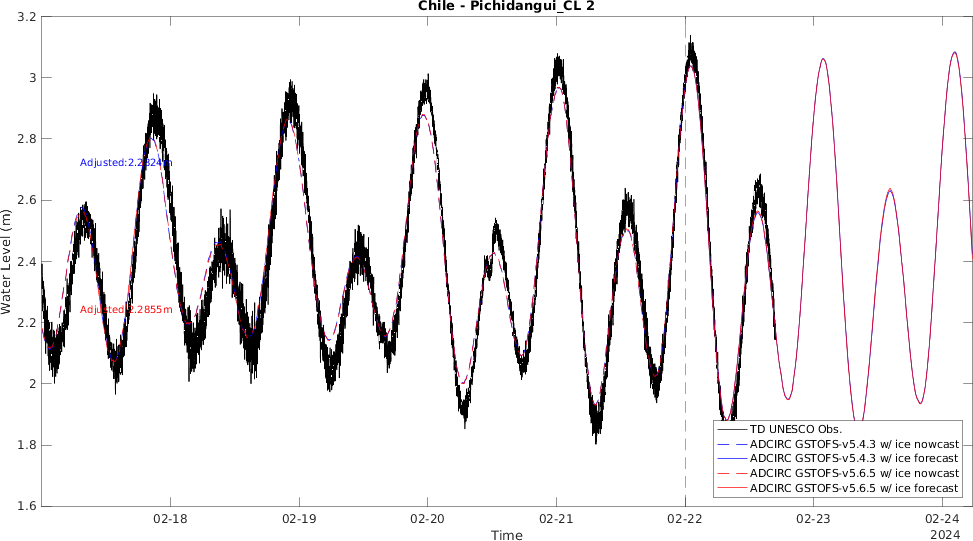 Chile - Pichidangui_CL 2
3.2
3
2.8
2.6
2.4
2.2
2
1.8
1.6
Water Level (m)
Adjusted:2.2824m
Adjusted:2.2855m
TD UNESCO Obs.
ADCIRC GSTOFS-v5.4.3 w/ ice nowcast
ADCIRC GSTOFS-v5.4.3 w/ ice forecast
ADCIRC GSTOFS-v5.6.5 w/ ice nowcast
ADCIRC GSTOFS-v5.6.5 w/ ice forecast
02-18
02-19
02-20
02-21
02-22
02-23
02-24
Time
2024